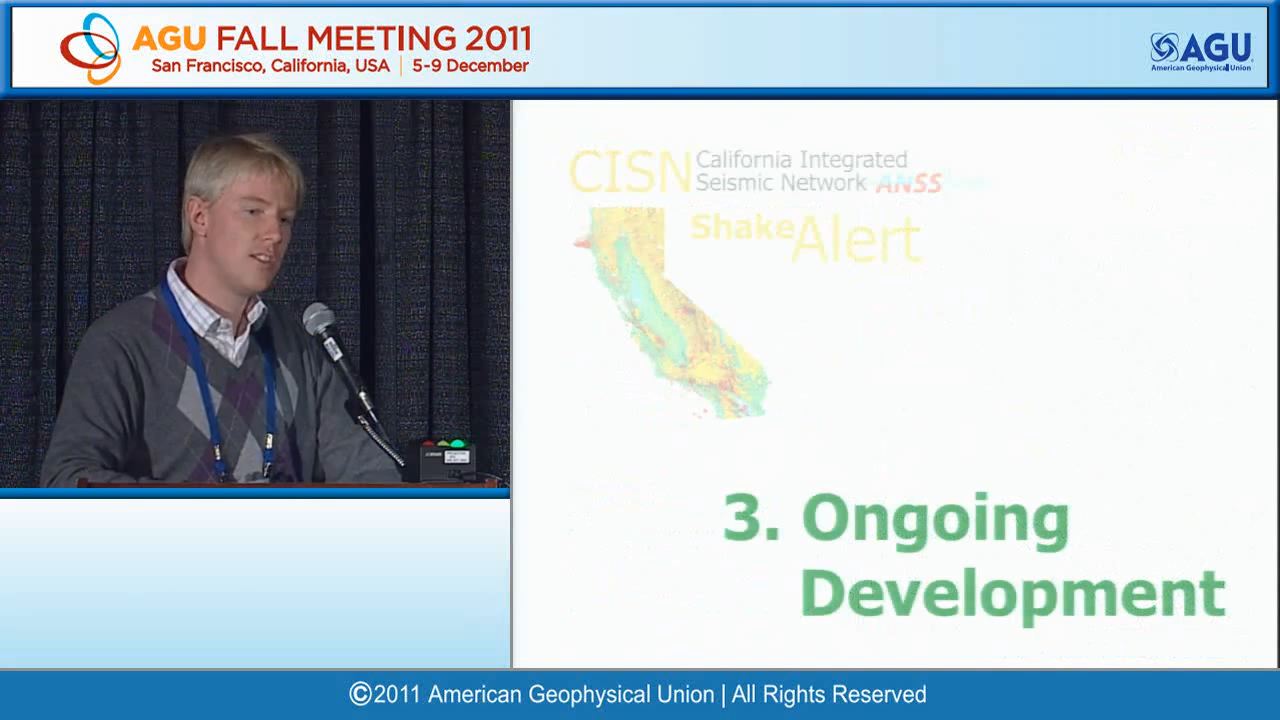 AGU FALL MEETING 2011
San Francisco, California, USA | 5-9 December
AGU
American Geophysical Union
CISN California Integrated
Seismic Network ANSS
ShakeAlert
3. Ongoing
Development
©2011 American Geophysical Union | All Rights Reserved